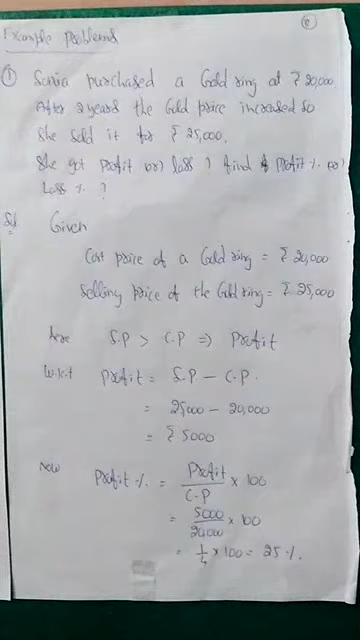 Example Problems
① Sonia purchased a Gold ring at ₹ 20,000
After 2 years the Gold price increased so
She sold it for ₹ 25,000.
She got Profit (or) loss ? find Profit % (or)
Loss % ?
Sol Given
Cost price of a Gold ring = ₹ 20,000
Selling price of the Gold ring = ₹ 25,000
here S.P > C.P => Profit
W.K.T Profit = S.P - C.P.
= 25000 - 20,000
= ₹ 5000
Now Profit % = Profit / C.P × 100
= 5000 / 20,000 × 100
= 1/4 × 100 = 25 %.